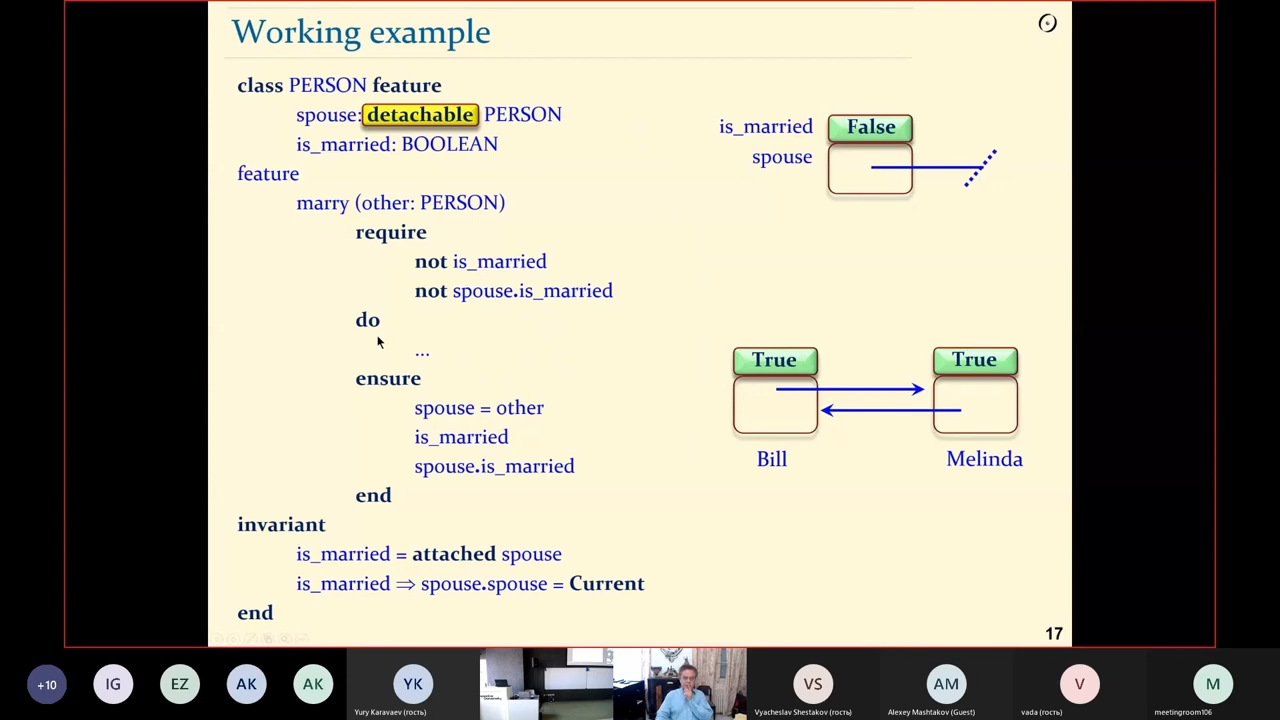 Working example
class PERSON feature
spouse: detachable PERSON
is_married: BOOLEAN
feature
marry (other: PERSON)
require
not is_married
not spouse.is_married
do
...
ensure
spouse = other
is_married
spouse.is_married
end
invariant
is_married = attached spouse
is_married ⇒ spouse.spouse = Current
end
is_married False
spouse
True True
Bill Melinda
17
+10 IG EZ AK AK YK VS AM V M
Yury Karavaev (гость) Vyacheslav Shestakov (гость) Alexey Mashtakov (Guest) vada (гость) meetingroom106